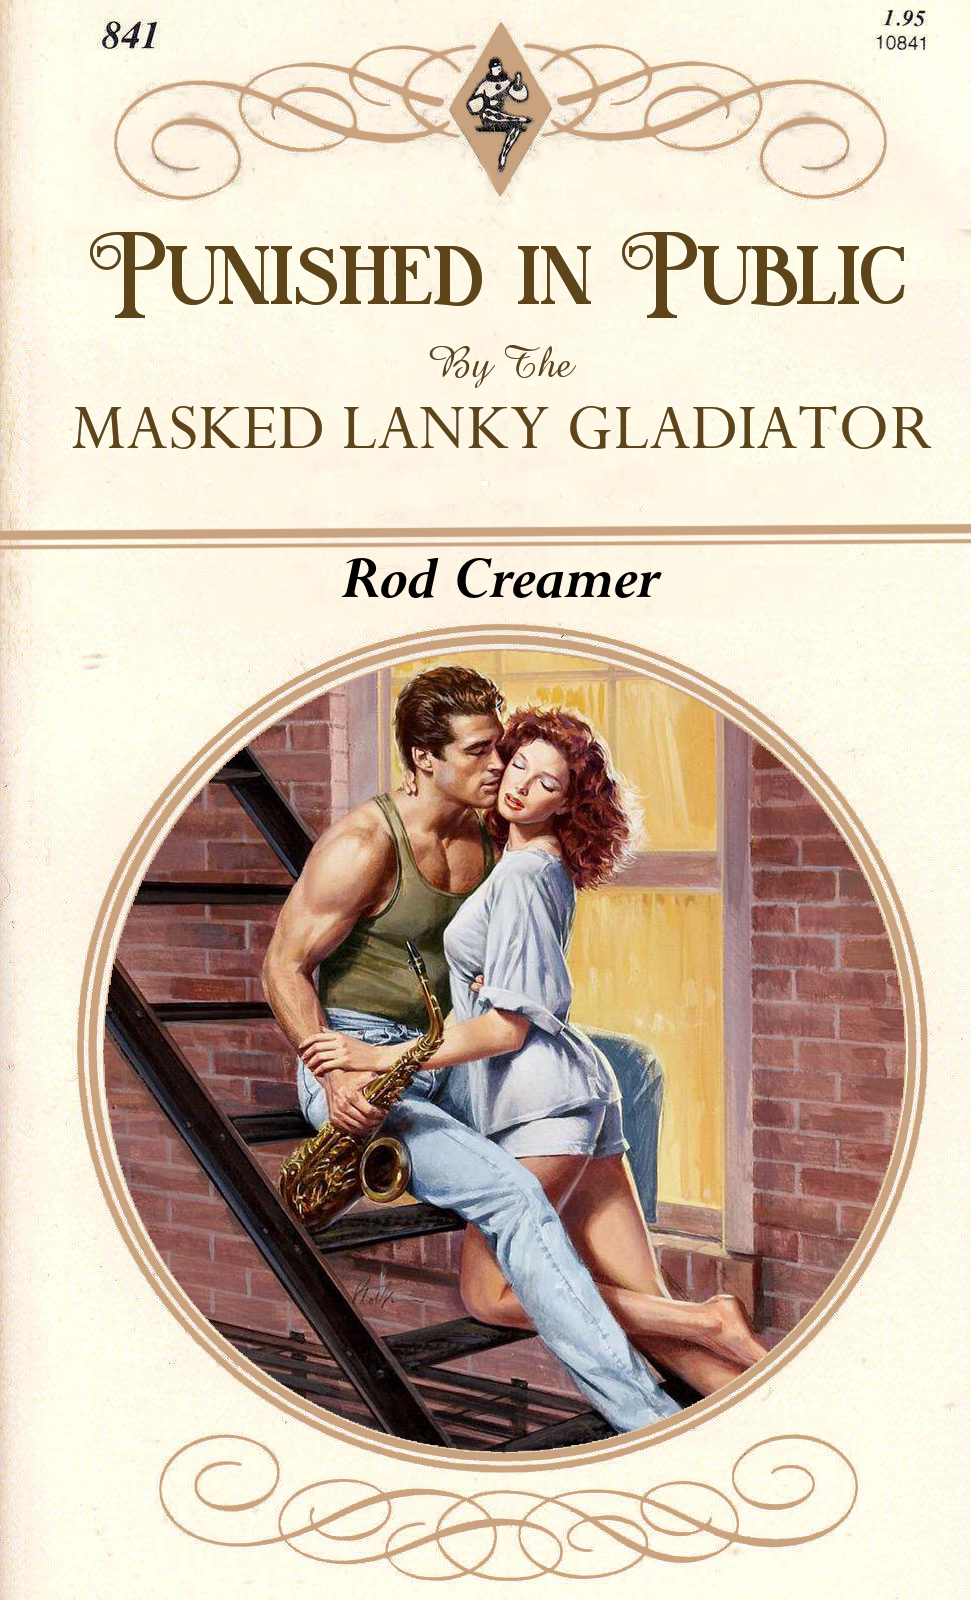 841
1.95
10841
Punished in Public
By The
MASKED LANKY GLADIATOR
Rod Creamer